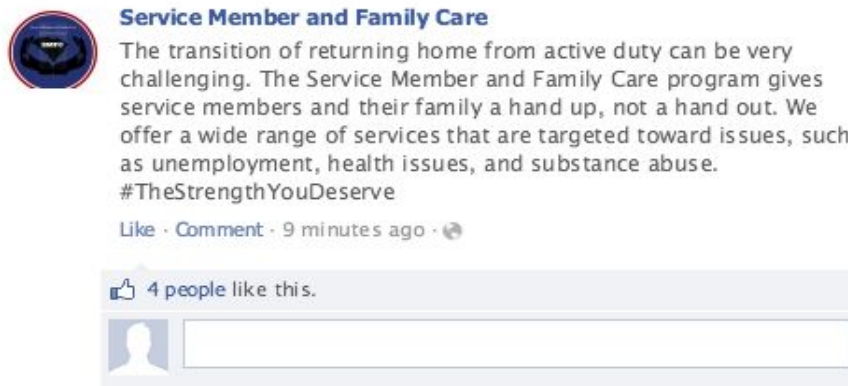 Service Member and Family Care
The transition of returning home from active duty can be very
challenging. The Service Member and Family Care program gives
service members and their family a hand up, not a hand out. We
offer a wide range of services that are targeted toward issues, such
as unemployment, health issues, and substance abuse.
#TheStrengthYouDeserve
Like · Comment · 9 minutes ago ·
4 people like this.